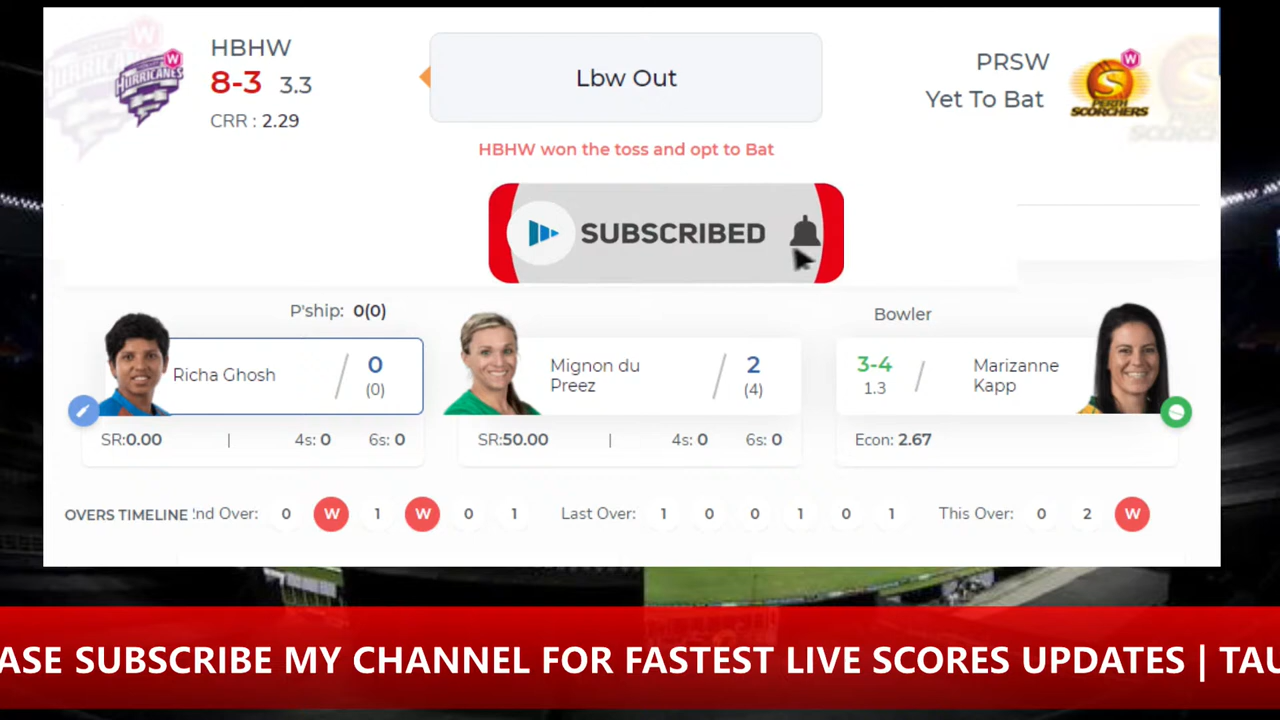 HBHW
8-3 3.3
CRR : 2.29
HURRICANES
W
Lbw Out
HBHW won the toss and opt to Bat
PRSW
Yet To Bat
W
PERTH
SCORCHERS
SUBSCRIBED
P'ship: 0(0)
Bowler
Richa Ghosh / 0
(0)
Mignon du
Preez / 2
(4)
3-4
1.3 / Marizanne
Kapp
SR:0.00 | 4s: 0 6s: 0
SR:50.00 | 4s: 0 6s: 0
Econ: 2.67
OVERS TIMELINE nd Over: 0 W 1 W 0 1 Last Over: 1 0 0 1 0 1 This Over: 0 2 W
ASE SUBSCRIBE MY CHANNEL FOR FASTEST LIVE SCORES UPDATES | TAU